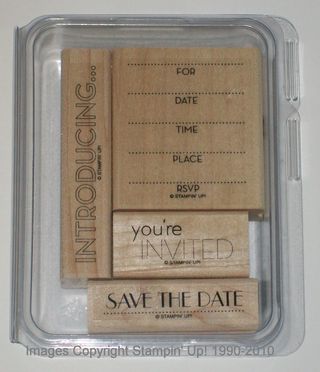 INTRODUCING...
© STAMPIN' UP!
FOR
DATE
TIME
PLACE
RSVP
© STAMPIN' UP!
you're
INVITED
© STAMPIN' UP!
SAVE THE DATE
© STAMPIN' UP!
Images Copyright Stampin' Up! 1990-2010